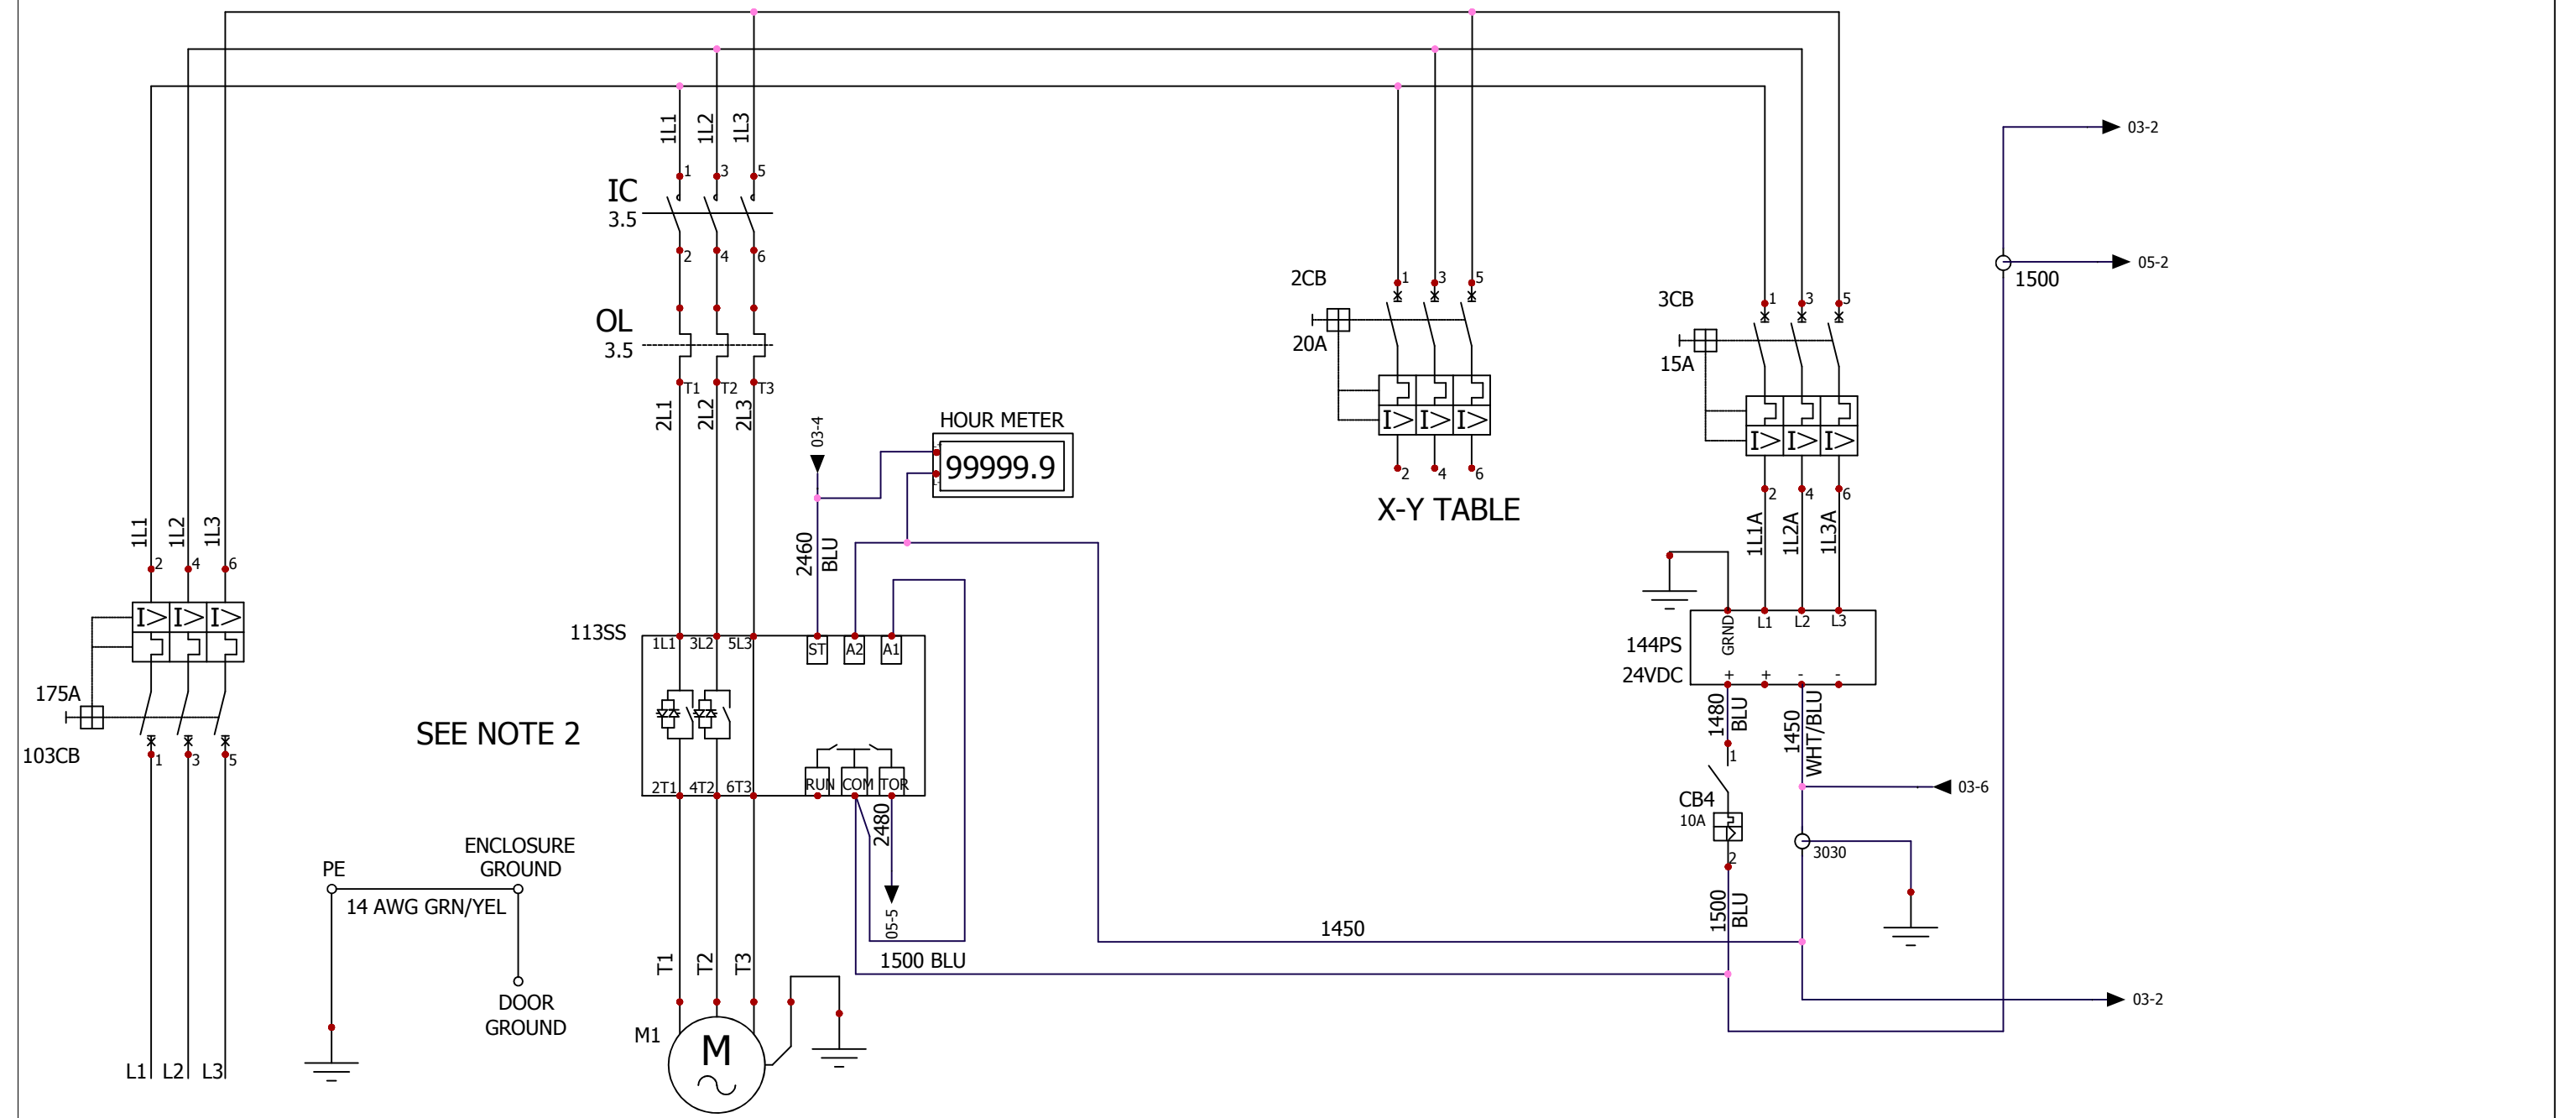 1L1
1L2
1L3
03-2
1
3
5
IC
3.5
2
4
6
05-2
1500
2CB
1
3
5
20A
3CB
1
3
5
15A
OL
3.5
T1
T2
T3
2L1
2L2
2L3
03-4
HOUR METER
99999.9
I>
I>
I>
2
4
6
X-Y TABLE
I>
I>
I>
2
4
6
1L1A
1L2A
1L3A
1L1
1L2
1L3
2
4
6
I>
I>
I>
175A
103CB
1
3
5
L1
L2
L3
2460
BLU
113SS
1L1
3L2
5L3
ST
A2
A1
SEE NOTE 2
RUN
COM
TOR
2T1
4T2
6T3
2480
05-5
GRND
L1
L2
L3
144PS
24VDC
+
+
-
-
1480
BLU
1450
WHT/BLU
1
03-6
CB4
10A
2
3030
1500
BLU
PE
ENCLOSURE
GROUND
14 AWG GRN/YEL
DOOR
GROUND
T1
T2
T3
1450
1500 BLU
03-2
M1
M